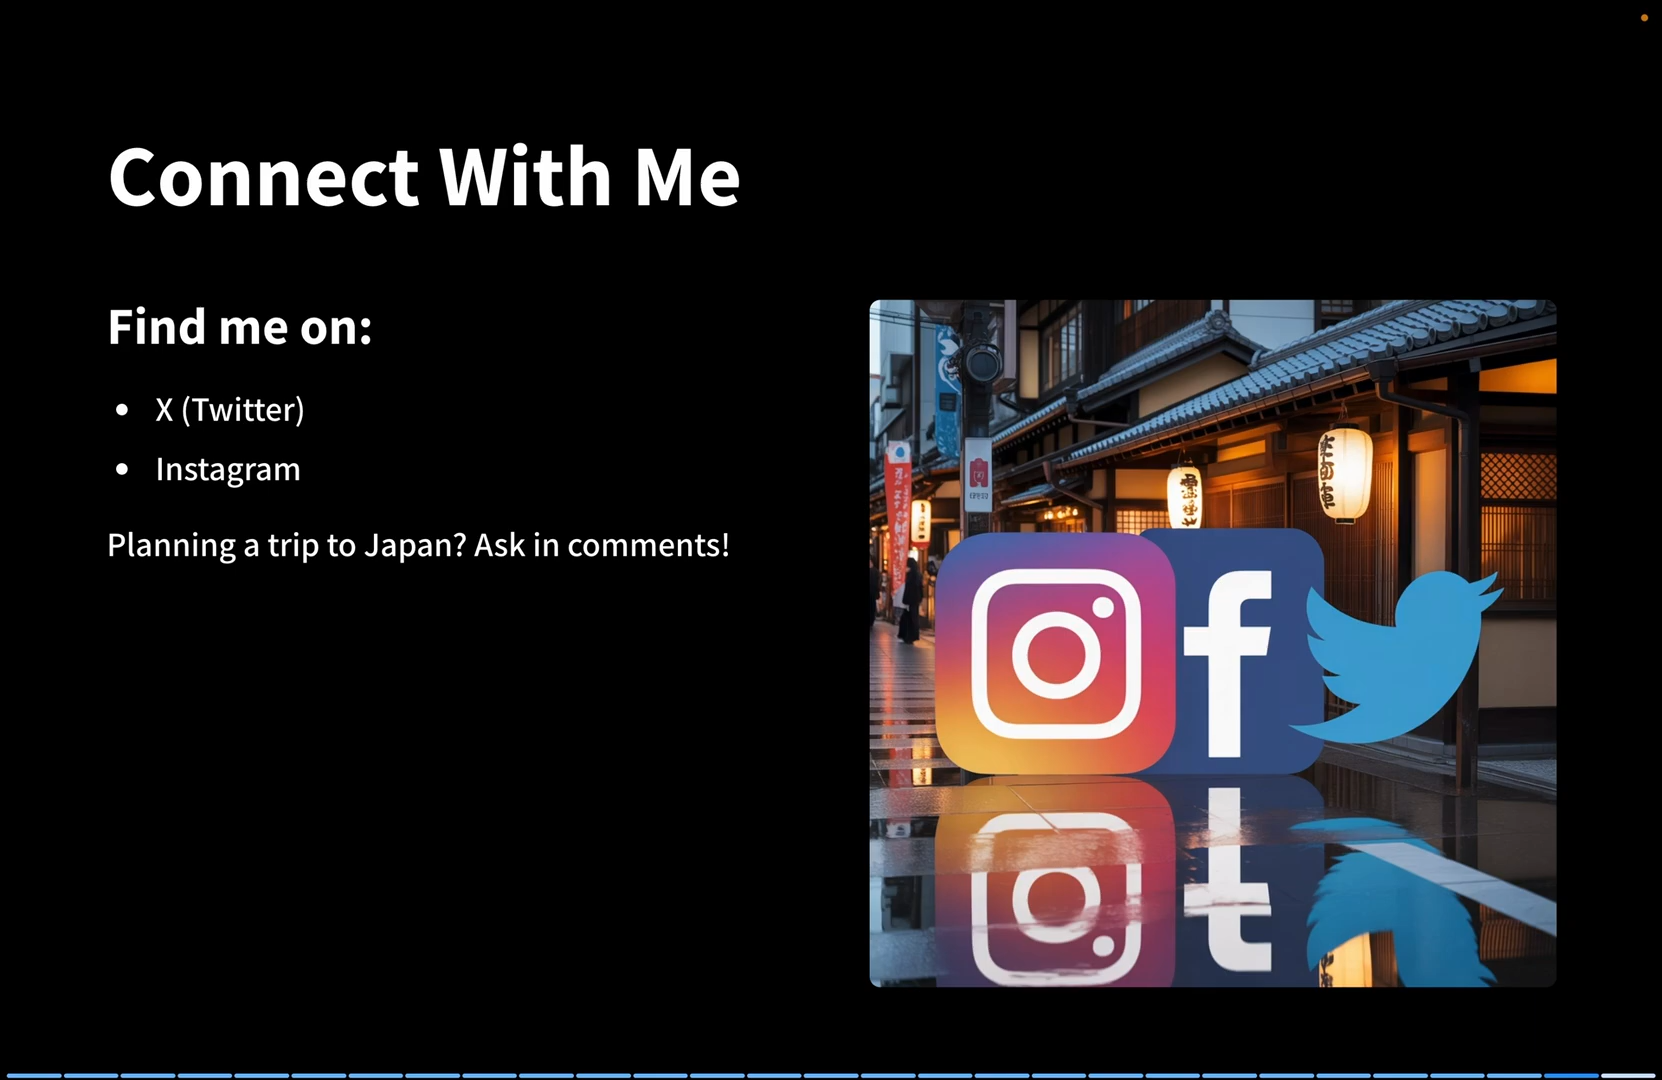 Connect With Me
Find me on:
• X (Twitter)
• Instagram
Planning a trip to Japan? Ask in comments!